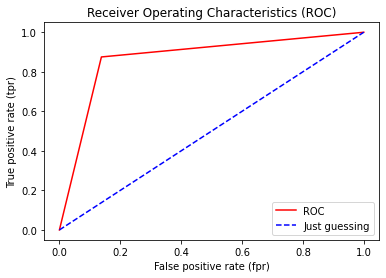 Receiver Operating Characteristics (ROC)
1.0
0.8
0.6
0.4
0.2
0.0
True positive rate (tpr)
ROC
Just guessing
0.0 0.2 0.4 0.6 0.8 1.0
False positive rate (fpr)